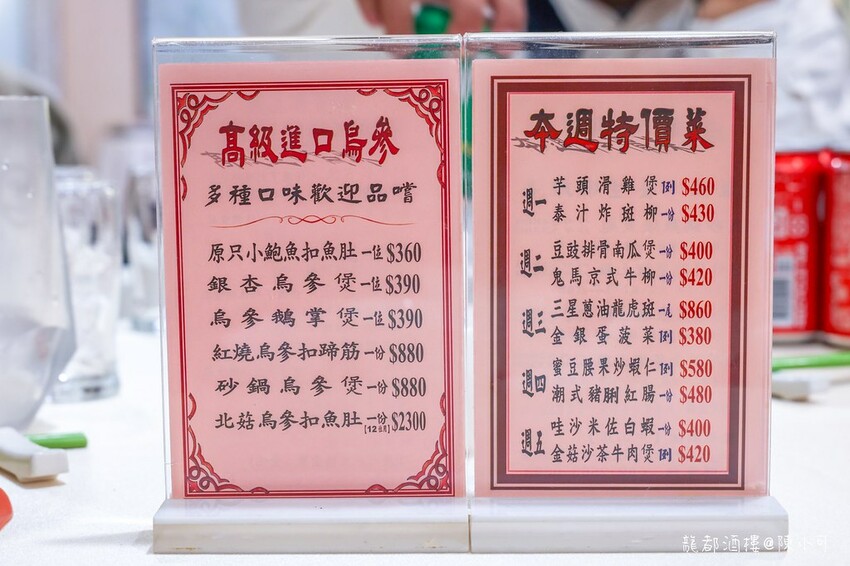 高級進口烏參
多種口味歡迎品嚐
原只小鮑魚扣魚肚一位$360
銀杏烏參煲一位$390
烏參鵝掌煲一位$390
紅燒烏參扣蹄筋一份$880
砂鍋烏參煲一份$880
北菇烏參扣魚肚一份$2300
[12位用]
本週特價菜
週一
芋頭滑雞煲例$460
泰汁炸斑柳一份$430
週二
豆豉排骨南瓜煲一份$400
鬼馬京式牛柳一份$420
週三
三星蔥油龍虎斑一尾$860
金銀蛋菠菜例$380
週四
蜜豆腰果炒蝦仁例$580
潮式豬脷紅腸一份$480
週五
哇沙米佐白蝦一份$400
金菇沙茶牛肉煲例$420
龍都酒樓@陳小可